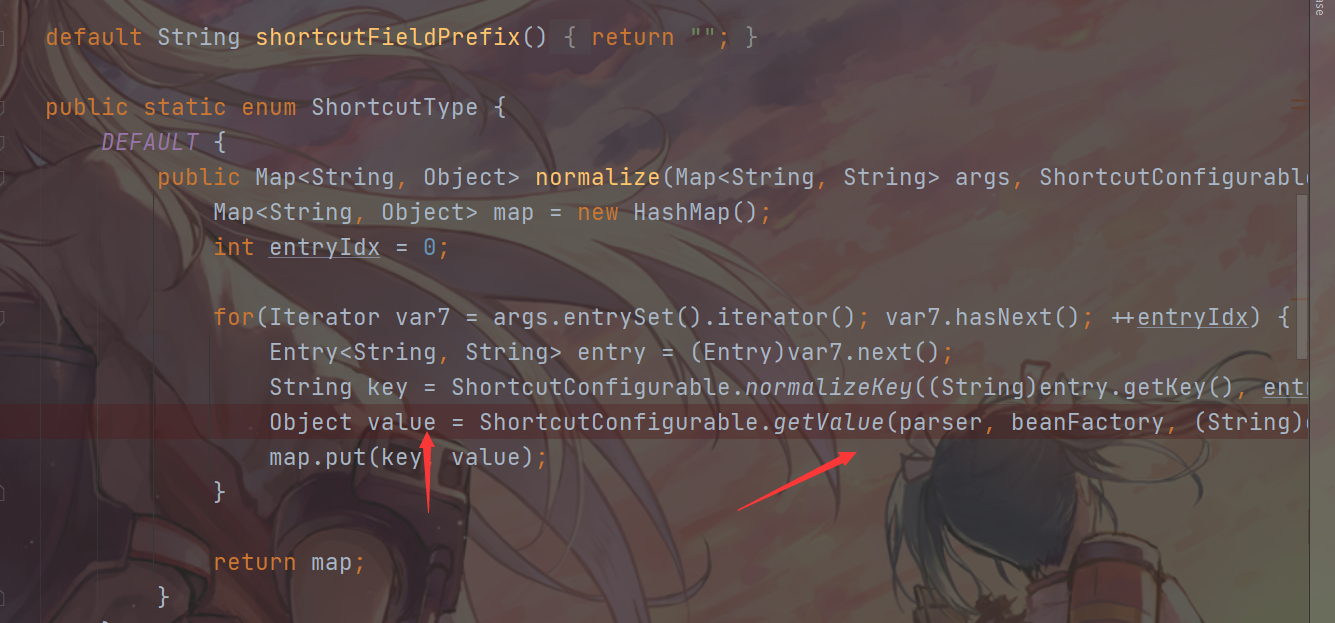 default String shortcutFieldPrefix() { return ""; }
public static enum ShortcutType {
DEFAULT {
public Map<String, Object> normalize(Map<String, String> args, ShortcutConfigurable
Map<String, Object> map = new HashMap();
int entryIdx = 0;
for(Iterator var7 = args.entrySet().iterator(); var7.hasNext(); ++entryIdx) {
Entry<String, String> entry = (Entry)var7.next();
String key = ShortcutConfigurable.normalizeKey((String)entry.getKey(), ent
Object value = ShortcutConfigurable.getValue(parser, beanFactory, (String)
map.put(key, value);
}
return map;
}